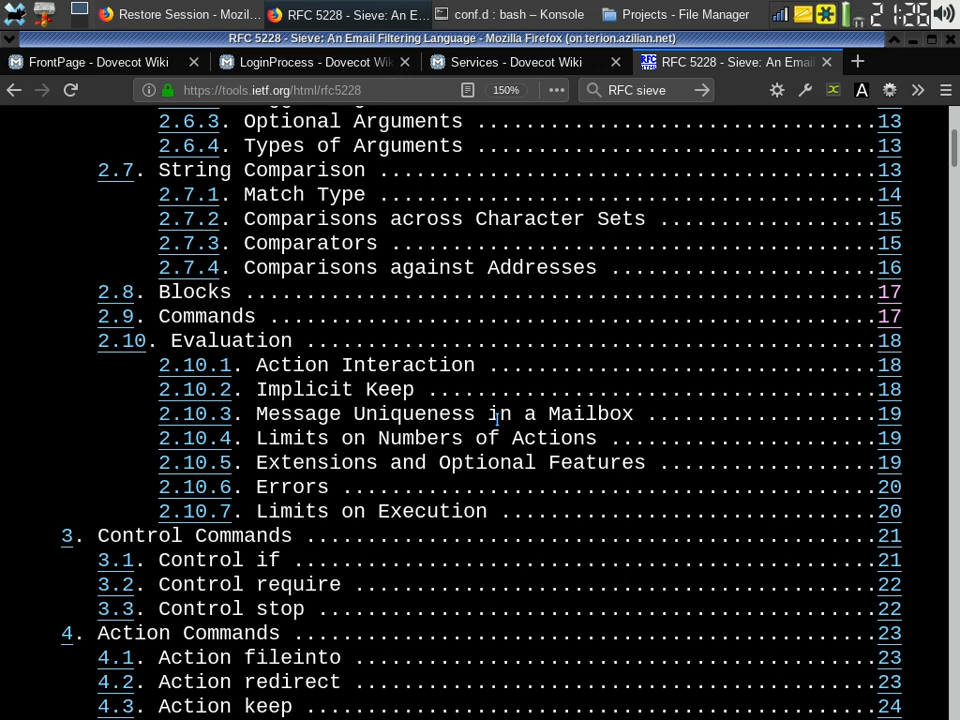 Restore Session - Mozil...
RFC 5228 - Sieve: An E...
conf.d : bash – Konsole
Projects - File Manager
21:26
RFC 5228 - Sieve: An Email Filtering Language - Mozilla Firefox (on terion.azilian.net)
FrontPage - Dovecot Wiki
LoginProcess - Dovecot Wiki
Services - Dovecot Wiki
RFC 5228 - Sieve: An Emai
https://tools.ietf.org/html/rfc5228
150%
RFC sieve
2.6.3. Optional Arguments .................................13
2.6.4. Types of Arguments .................................13
2.7. String Comparison .........................................13
2.7.1. Match Type ........................................14
2.7.2. Comparisons across Character Sets ..................15
2.7.3. Comparators .......................................15
2.7.4. Comparisons against Addresses ......................16
2.8. Blocks ....................................................17
2.9. Commands ..................................................17
2.10. Evaluation ...............................................18
2.10.1. Action Interaction ................................18
2.10.2. Implicit Keep .....................................18
2.10.3. Message Uniqueness in a Mailbox ...................19
2.10.4. Limits on Numbers of Actions ......................19
2.10.5. Extensions and Optional Features ..................19
2.10.6. Errors ............................................20
2.10.7. Limits on Execution ...............................20
3. Control Commands ...............................................21
3.1. Control if ................................................21
3.2. Control require ...........................................22
3.3. Control stop ..............................................22
4. Action Commands ................................................23
4.1. Action fileinto ...........................................23
4.2. Action redirect ...........................................23
4.3. Action keep ...............................................24